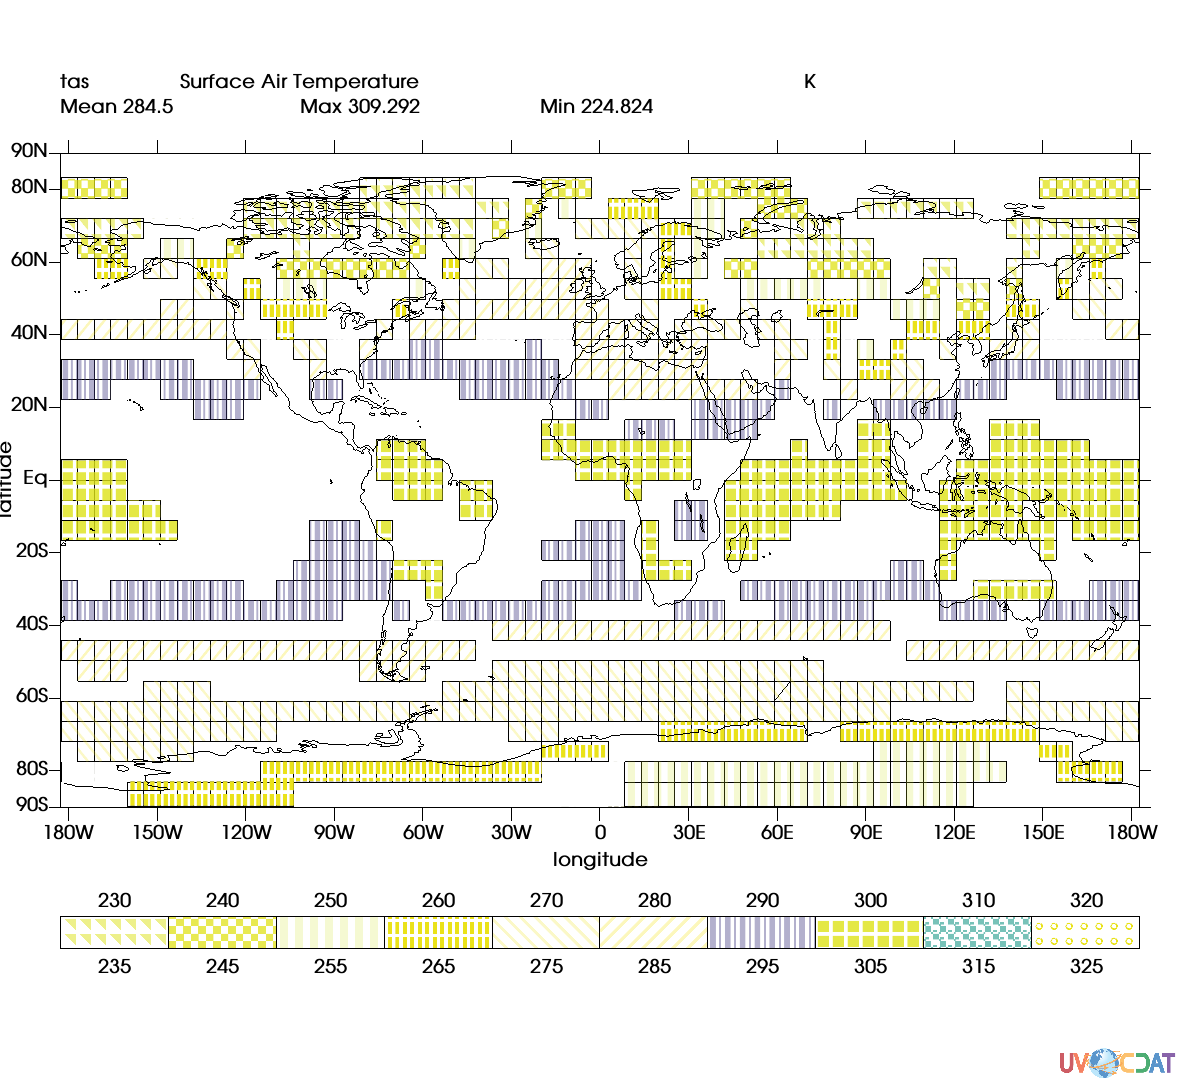 tas Surface Air Temperature K
Mean 284.5 Max 309.292 Min 224.824
90N
80N
60N
40N
20N
Eq
20S
40S
60S
80S
90S
latitude
180W 150W 120W 90W 60W 30W 0 30E 60E 90E 120E 150E 180W
longitude
230 240 250 260 270 280 290 300 310 320
235 245 255 265 275 285 295 305 315 325
UV CDAT